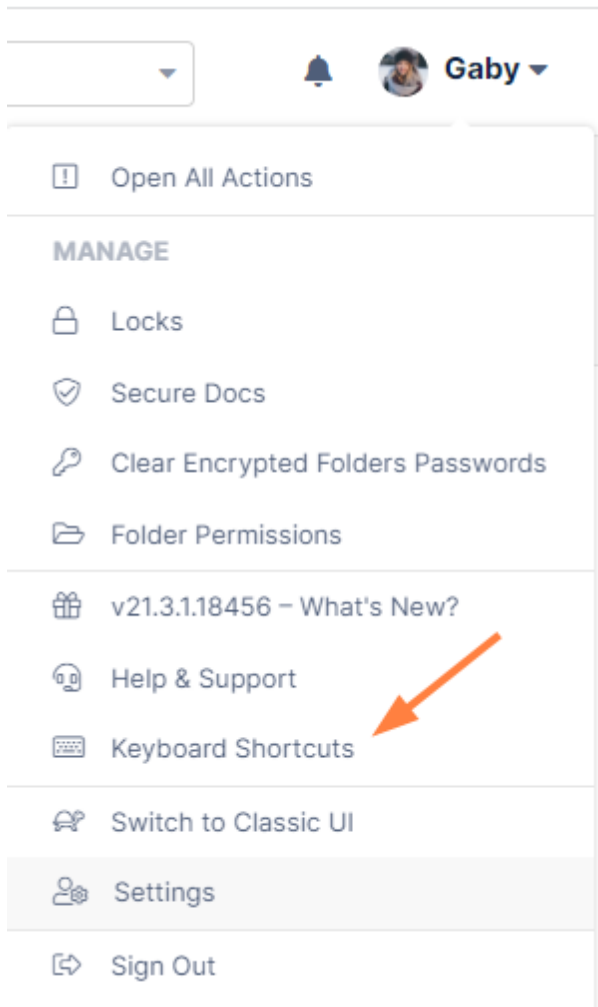 Gaby
Open All Actions
MANAGE
Locks
Secure Docs
Clear Encrypted Folders Passwords
Folder Permissions
v21.3.1.18456 – What's New?
Help & Support
Keyboard Shortcuts
Switch to Classic UI
Settings
Sign Out